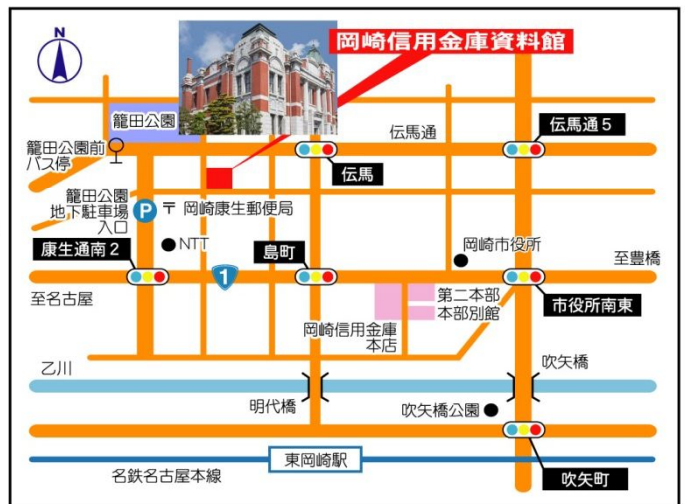 N
岡崎信用金庫資料館
籠田公園
伝馬通
伝馬通5
籠田公園前
バス停
伝馬
籠田公園
地下駐車場
入口
P
〒 岡崎康生郵便局
康生通南2
NTT
1
島町
岡崎市役所
至豊橋
至名古屋
第二本部
本部別館
市役所南東
岡崎信用金庫
本店
乙川
吹矢橋
明代橋
吹矢橋公園
東岡崎駅
名鉄名古屋本線
吹矢町